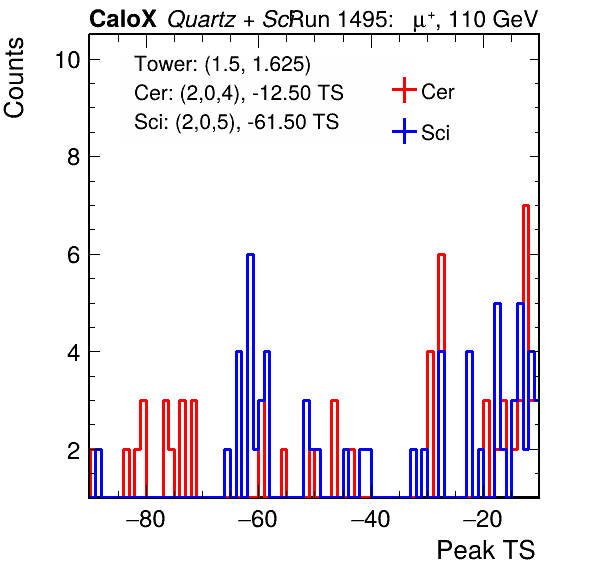 CaloX Quartz + Sci Run 1495: μ+, 110 GeV
Tower: (1.5, 1.625)
Cer: (2,0,4), -12.50 TS
Sci: (2,0,5), -61.50 TS
Cer
Sci
Counts
10
8
6
4
2
−80 −60 −40 −20
Peak TS